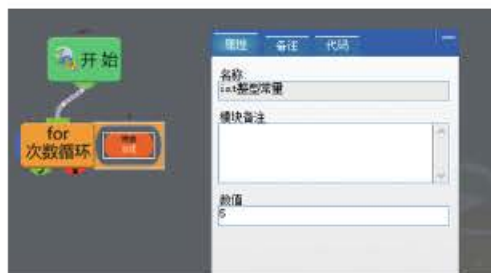 开始
for
次数循环
属性 备注 代码
名称
int整型常量
模块备注
数值
5